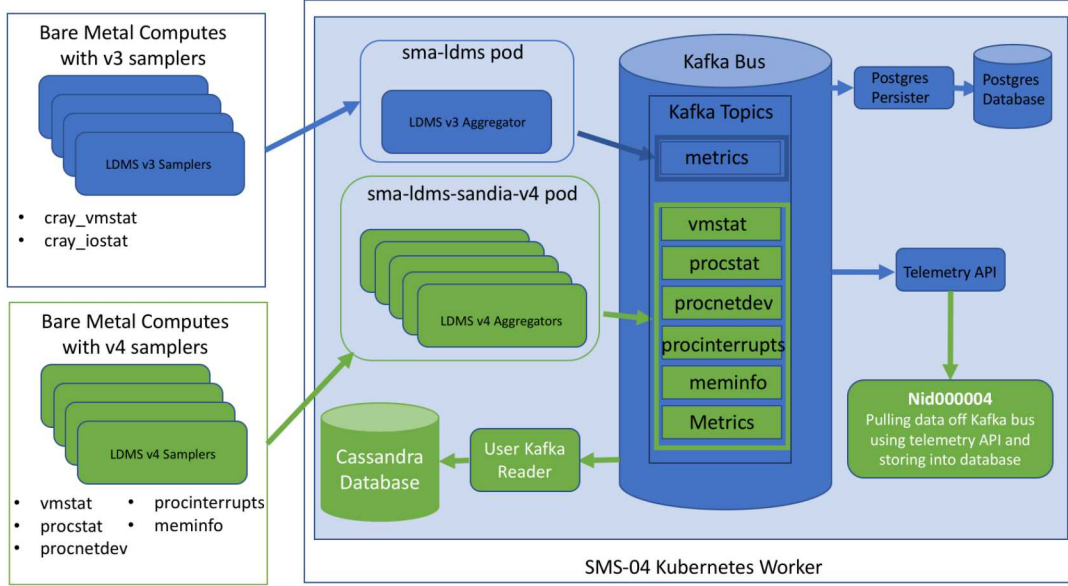 Bare Metal Computes
with v3 samplers
LDMS v3 Samplers
• cray_vmstat
• cray_iostat
Bare Metal Computes
with v4 samplers
LDMS v4 Samplers
• vmstat
• procstat
• procnetdev
• procinterrupts
• meminfo
sma-ldms pod
LDMS v3 Aggregator
sma-ldms-sandia-v4 pod
LDMS v4 Aggregators
Cassandra
Database
User Kafka
Reader
Kafka Bus
Kafka Topics
metrics
vmstat
procstat
procnetdev
procinterrupts
meminfo
Metrics
Postgres
Persister
Postgres
Database
Telemetry API
Nid000004
Pulling data off Kafka bus
using telemetry API and
storing into database
SMS-04 Kubernetes Worker